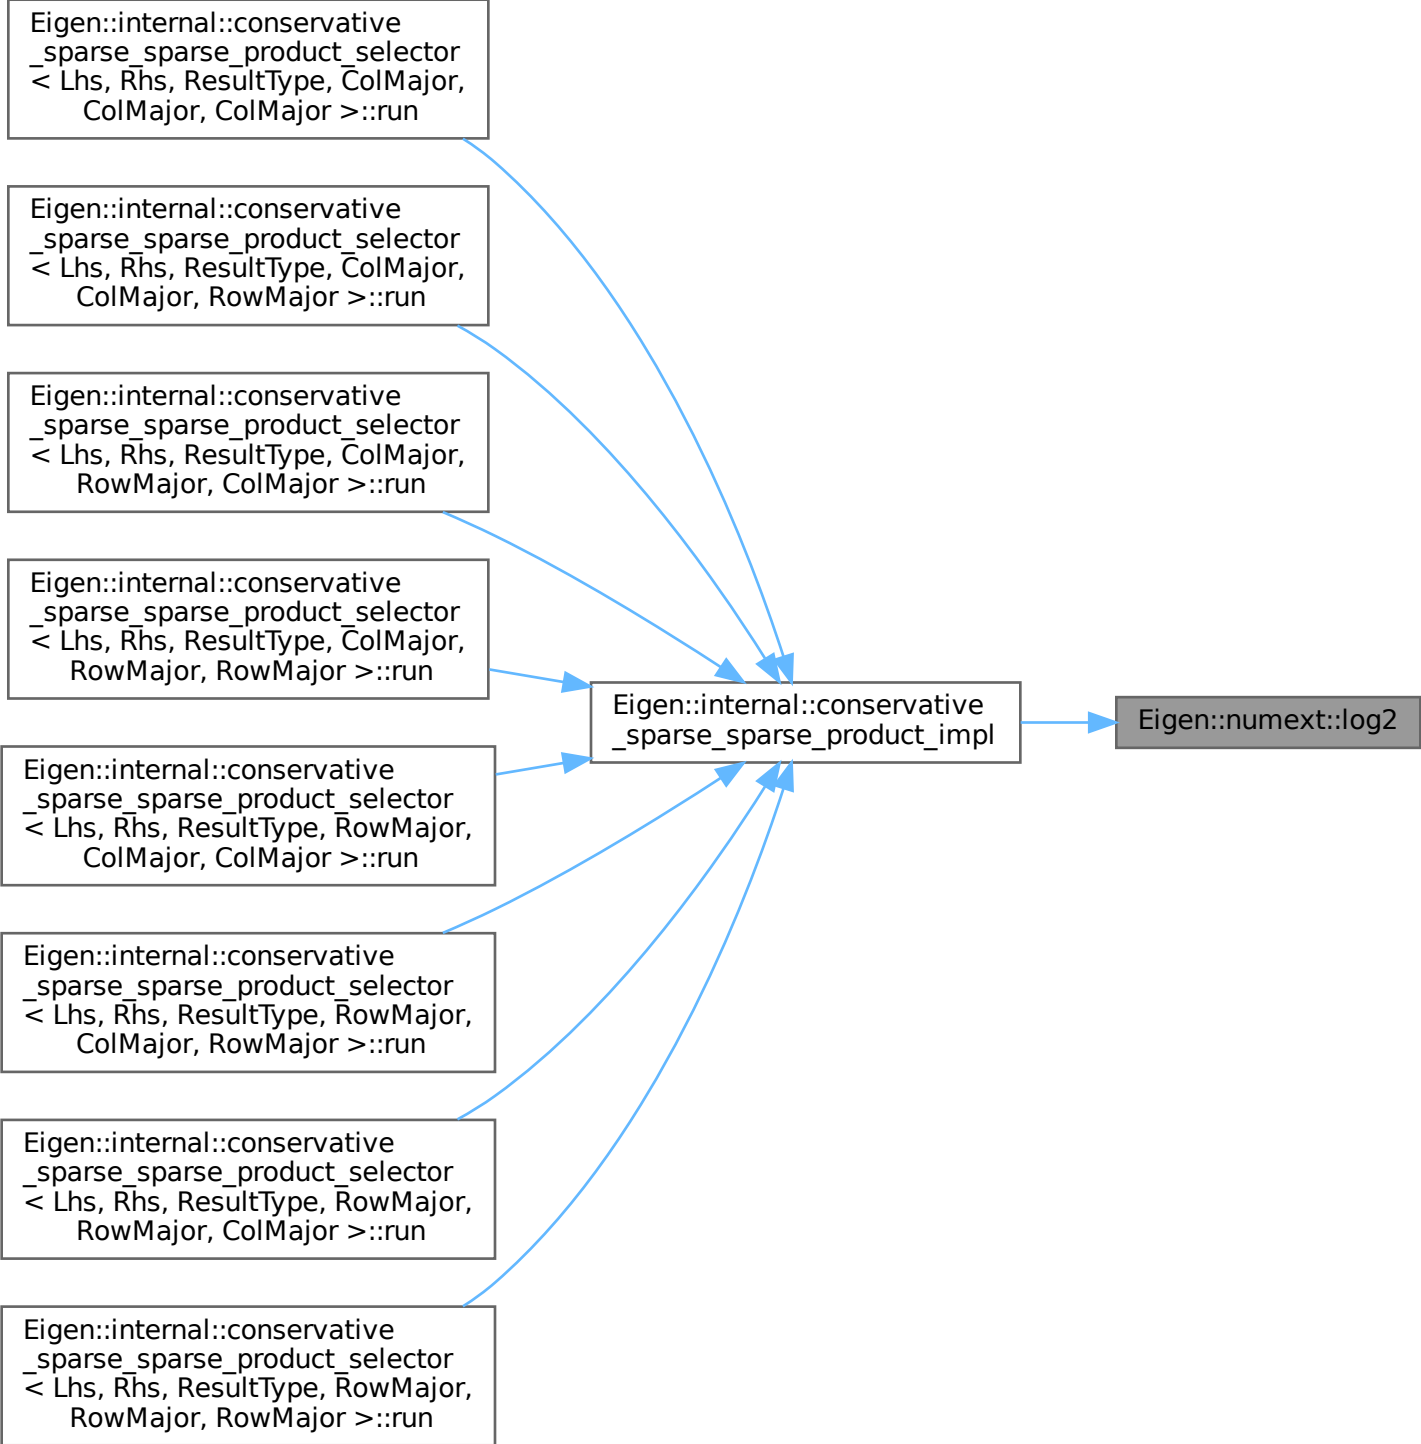 Eigen::internal::conservative
_sparse_sparse_product_selector
< Lhs, Rhs, ResultType, ColMajor,
ColMajor, ColMajor >::run
Eigen::internal::conservative
_sparse_sparse_product_selector
< Lhs, Rhs, ResultType, ColMajor,
ColMajor, RowMajor >::run
Eigen::internal::conservative
_sparse_sparse_product_selector
< Lhs, Rhs, ResultType, ColMajor,
RowMajor, ColMajor >::run
Eigen::internal::conservative
_sparse_sparse_product_selector
< Lhs, Rhs, ResultType, ColMajor,
RowMajor, RowMajor >::run
Eigen::internal::conservative
_sparse_sparse_product_selector
< Lhs, Rhs, ResultType, RowMajor,
ColMajor, ColMajor >::run
Eigen::internal::conservative
_sparse_sparse_product_selector
< Lhs, Rhs, ResultType, RowMajor,
ColMajor, RowMajor >::run
Eigen::internal::conservative
_sparse_sparse_product_selector
< Lhs, Rhs, ResultType, RowMajor,
RowMajor, ColMajor >::run
Eigen::internal::conservative
_sparse_sparse_product_selector
< Lhs, Rhs, ResultType, RowMajor,
RowMajor, RowMajor >::run
Eigen::internal::conservative
_sparse_sparse_product_impl
Eigen::numext::log2